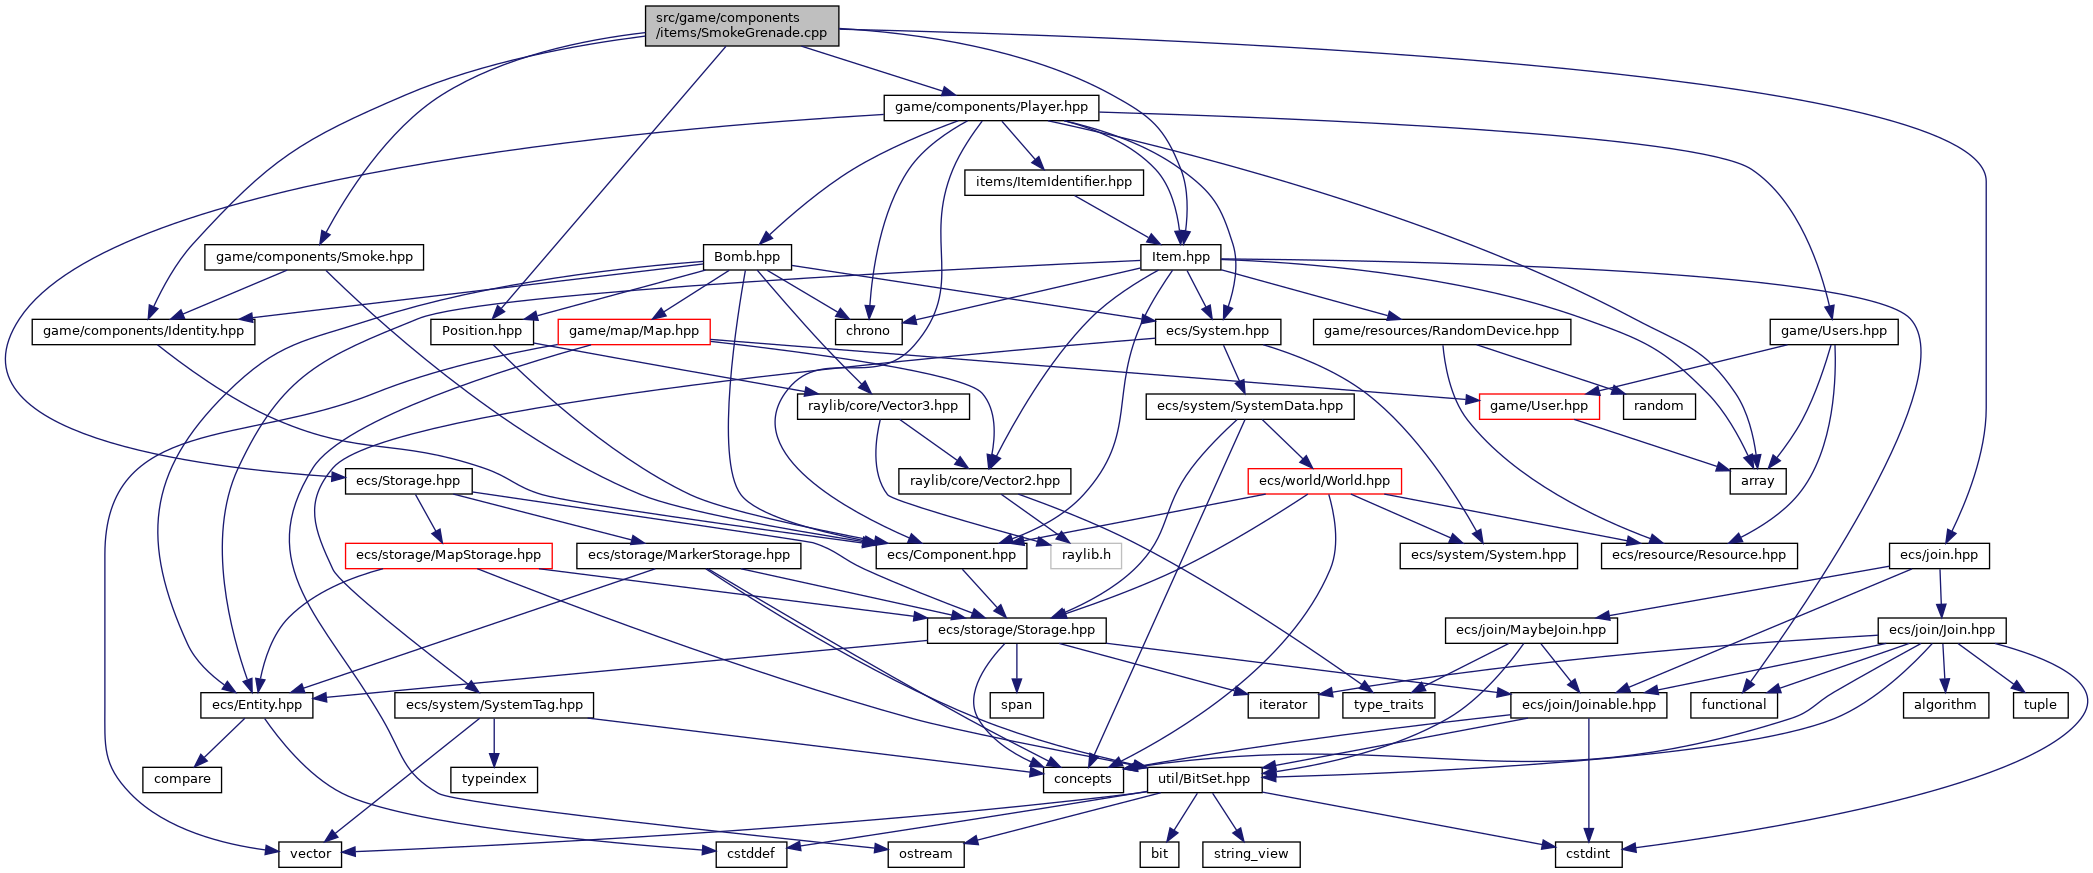 src/game/components
/items/SmokeGrenade.cpp
game/components/Player.hpp
items/ItemIdentifier.hpp
game/components/Smoke.hpp
Bomb.hpp
Item.hpp
game/components/Identity.hpp
Position.hpp
game/map/Map.hpp
chrono
ecs/System.hpp
game/resources/RandomDevice.hpp
game/Users.hpp
raylib/core/Vector3.hpp
ecs/system/SystemData.hpp
game/User.hpp
random
ecs/Storage.hpp
raylib/core/Vector2.hpp
ecs/world/World.hpp
array
ecs/storage/MapStorage.hpp
ecs/storage/MarkerStorage.hpp
ecs/Component.hpp
raylib.h
ecs/system/System.hpp
ecs/resource/Resource.hpp
ecs/join.hpp
ecs/storage/Storage.hpp
ecs/join/MaybeJoin.hpp
ecs/join/Join.hpp
ecs/Entity.hpp
ecs/system/SystemTag.hpp
span
iterator
type_traits
ecs/join/Joinable.hpp
functional
algorithm
tuple
compare
typeindex
concepts
util/BitSet.hpp
vector
cstddef
ostream
bit
string_view
cstdint